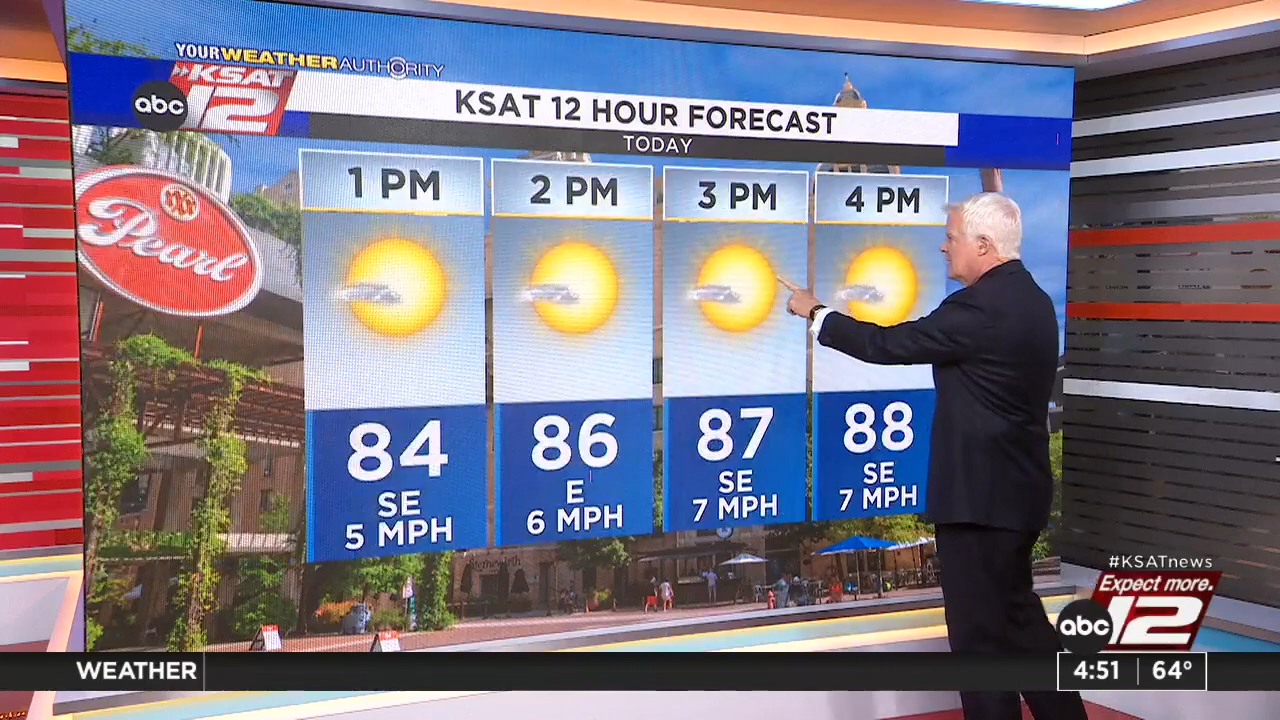 YOUR WEATHER AUTHORITY
abc KSAT 12
KSAT 12 HOUR FORECAST
TODAY
Pearl
1 PM
2 PM
3 PM
4 PM
84
86
87
88
SE
E
SE
SE
5 MPH
6 MPH
7 MPH
7 MPH
#KSATnews
Expect more.
abc 12
WEATHER
4:51
64°